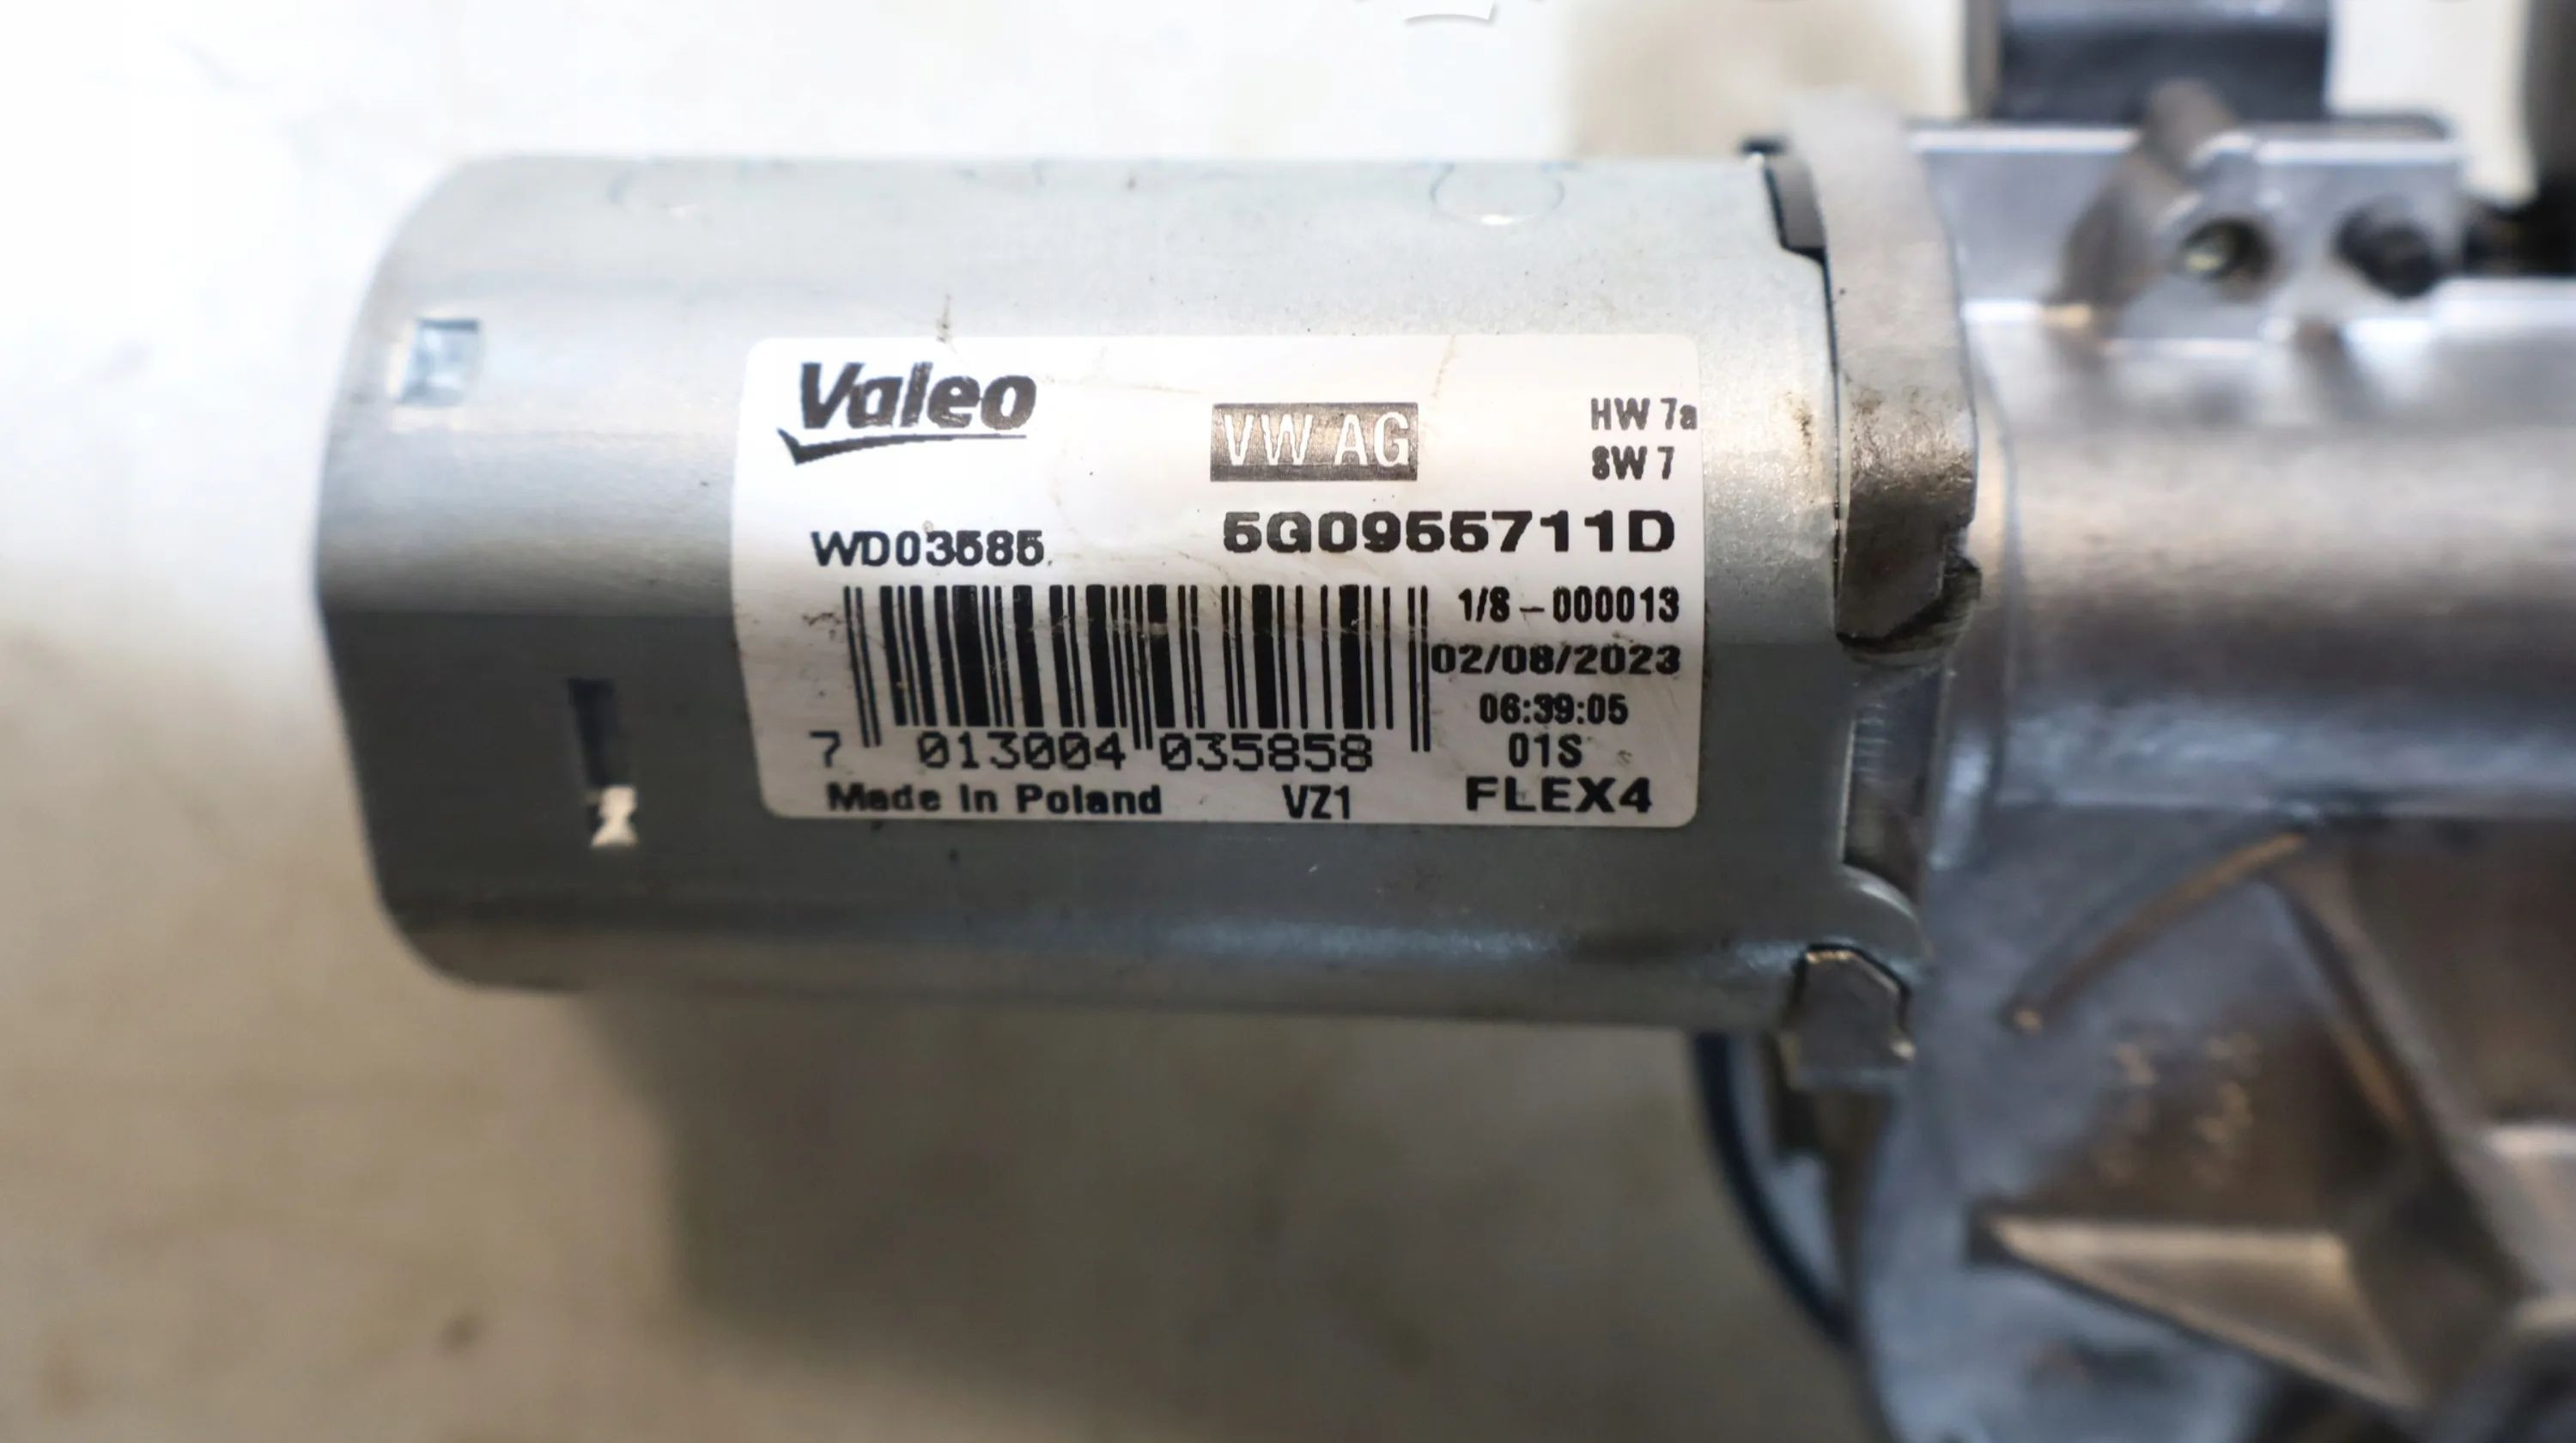 Valeo
VW AG
HW 7a
SW 7
WD03585
5G0955711D
1/S-000013
02/08/2023
06:39:05
01S
7 013004 035858
Made in Poland
VZ1
FLEX4